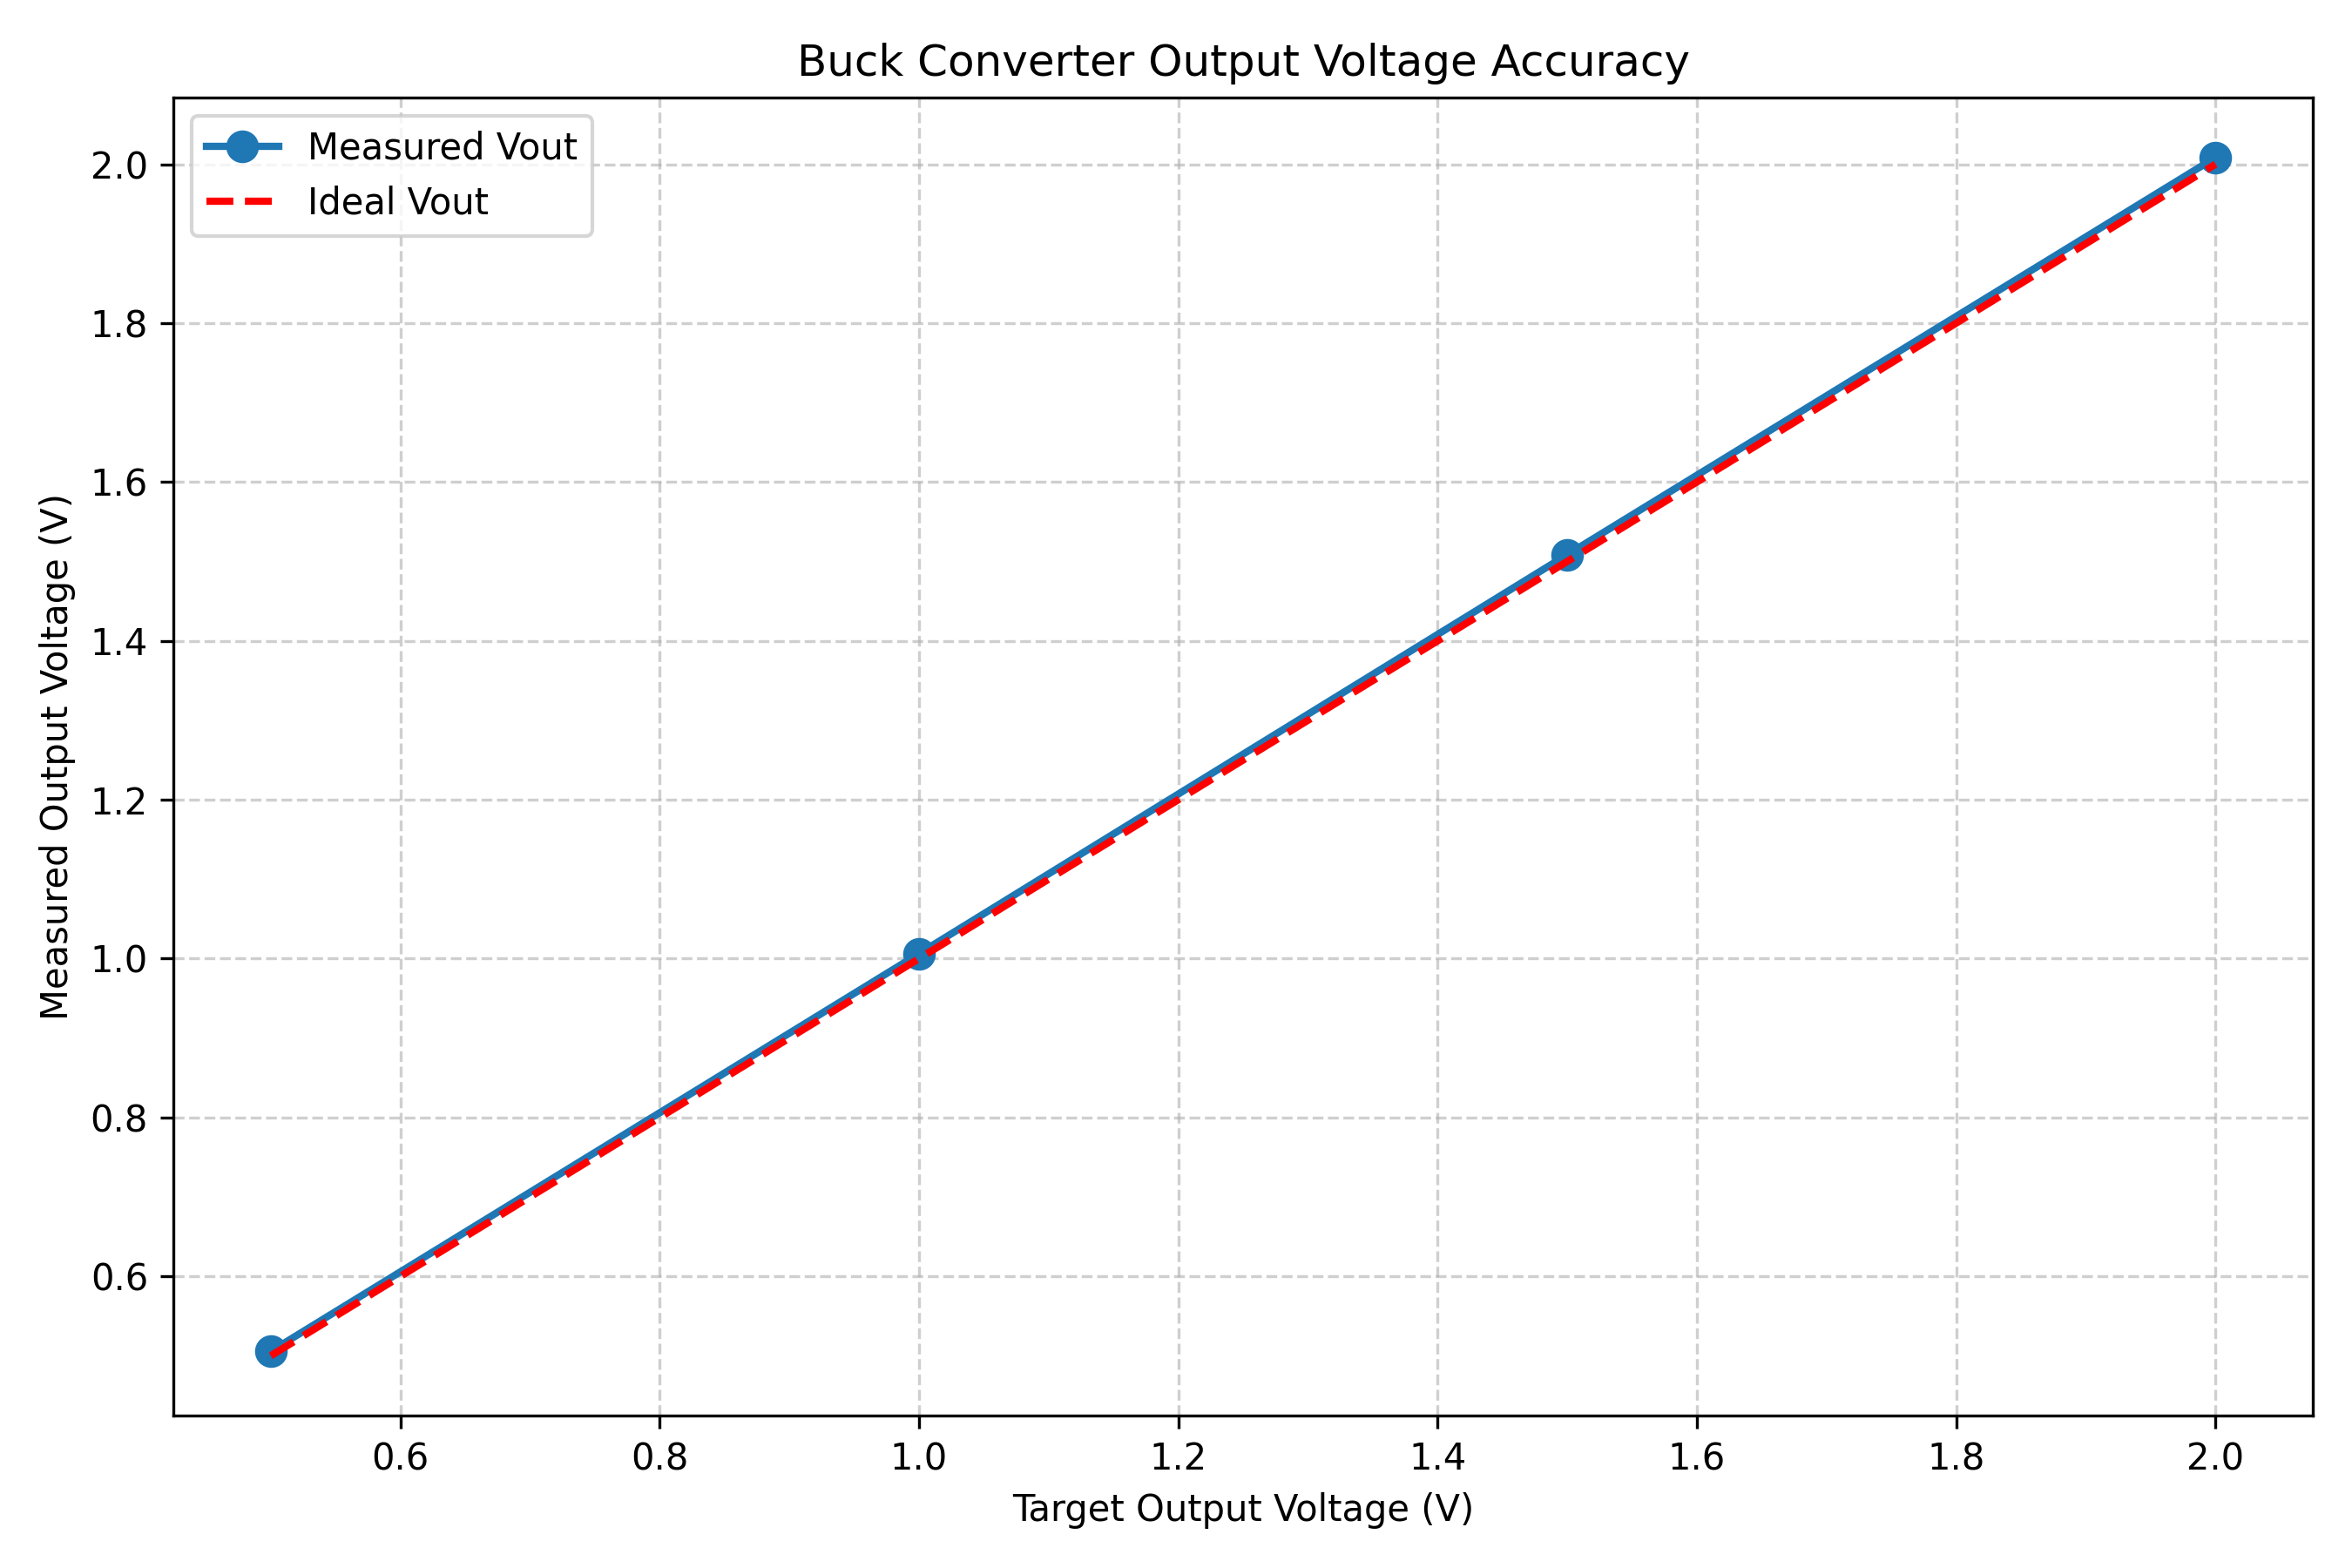 Buck Converter Output Voltage Accuracy
Measured Vout
Ideal Vout
Measured Output Voltage (V)
2.0
1.8
1.6
1.4
1.2
1.0
0.8
0.6
0.6 0.8 1.0 1.2 1.4 1.6 1.8 2.0
Target Output Voltage (V)